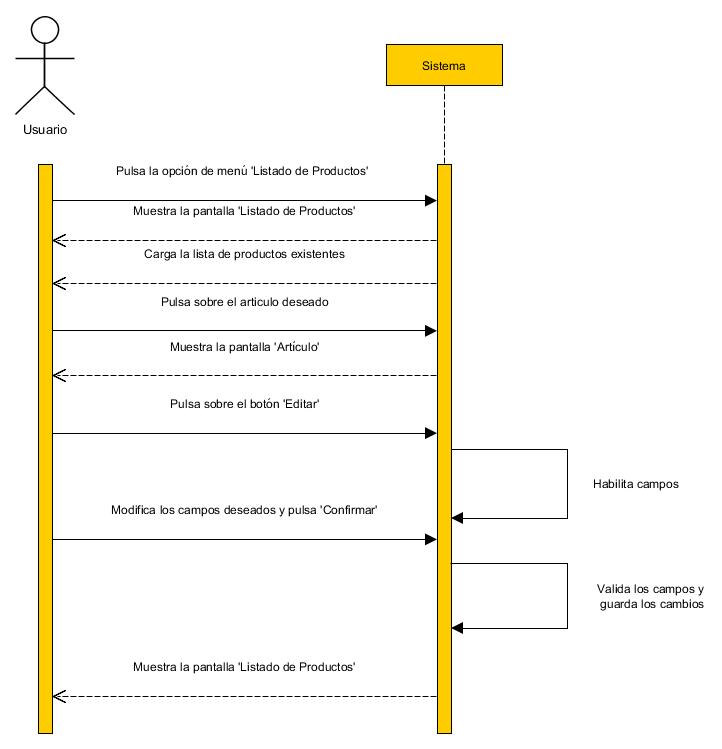 Usuario
Sistema
Pulsa la opción de menú 'Listado de Productos'
Muestra la pantalla 'Listado de Productos'
Carga la lista de productos existentes
Pulsa sobre el articulo deseado
Muestra la pantalla 'Artículo'
Pulsa sobre el botón 'Editar'
Habilita campos
Modifica los campos deseados y pulsa 'Confirmar'
Valida los campos y
guarda los cambios
Muestra la pantalla 'Listado de Productos'